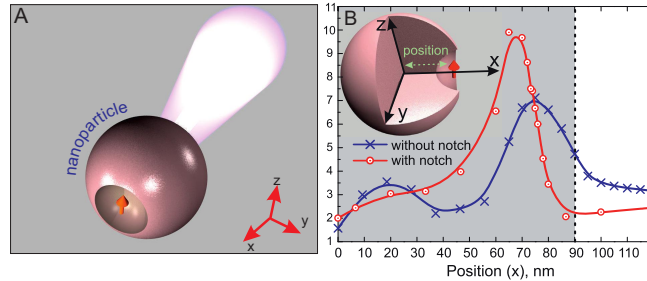 A
nanoparticle
z
y
x
B
11
10
9
8
7
6
5
4
3
2
1
z
position
x
y
without notch
with notch
0 10 20 30 40 50 60 70 80 90 100 110
Position (x), nm